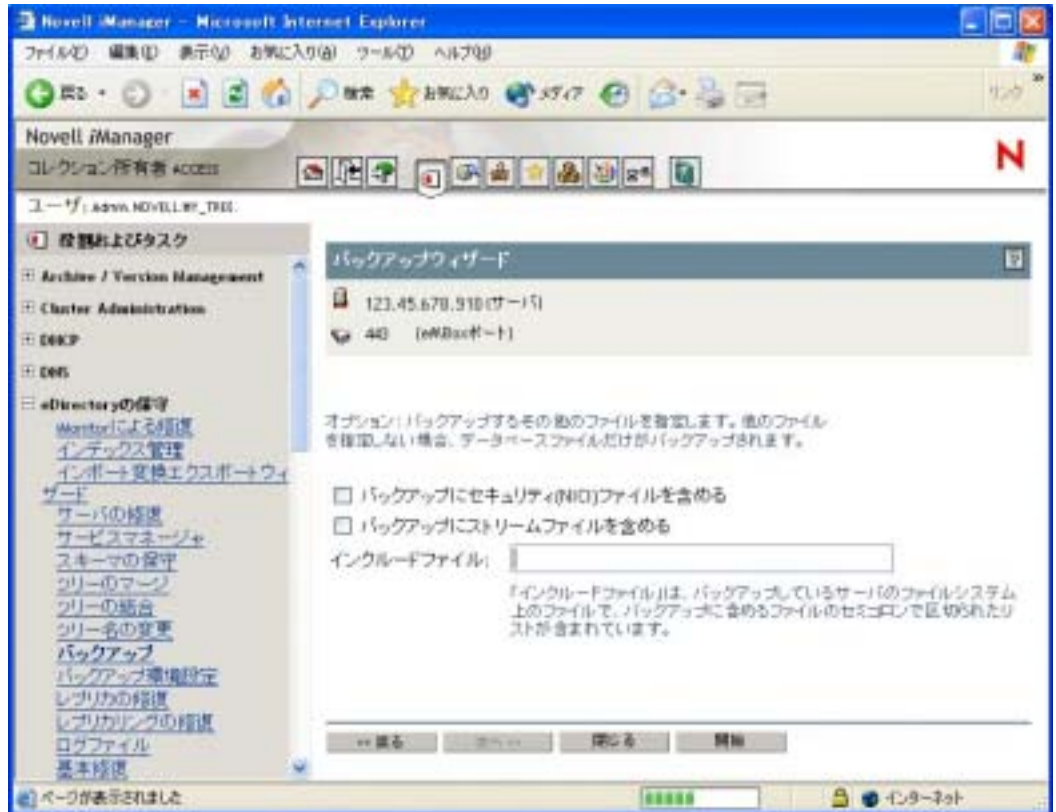 Novell iManager - Microsoft Internet Explorer
ファイル(F) 編集(E) 表示(V) お気に入り(A) ツール(T) ヘルプ(H)
戻る 検索 お気に入り メディア リンク
Novell iManager
コレクション所有者 ACCESS
ユーザ: Admin.NOVELL.MY_TREE.
役割およびタスク
Archive / Version Management
Cluster Administration
DHCP
DNS
eDirectoryの保守
Monitorによる修復
インデックス管理
インポート変換エクスポートウィ
ザード
サーバの修復
サービスマネージャ
スキーマの保守
ツリーのマージ
ツリーの結合
ツリー名の変更
バックアップ
バックアップ環境設定
レプリカの修復
レプリカリングの修復
ログファイル
基本修復
バックアップウィザード
123.45.678.910(サーバ)
443 (eMBoxポート)
オプション: バックアップするその他のファイルを指定します。他のファイル
を指定しない場合、データベースファイルだけがバックアップされます。
バックアップにセキュリティ(NICI)ファイルを含める
バックアップにストリームファイルを含める
インクルードファイル:
「インクルードファイル」は、バックアップしているサーバのファイルシステム
上のファイルで、バックアップに含めるファイルのセミコロンで区切られたリ
ストが含まれています。
<< 戻る 次へ >> 閉じる 開始
ページが表示されました インターネット